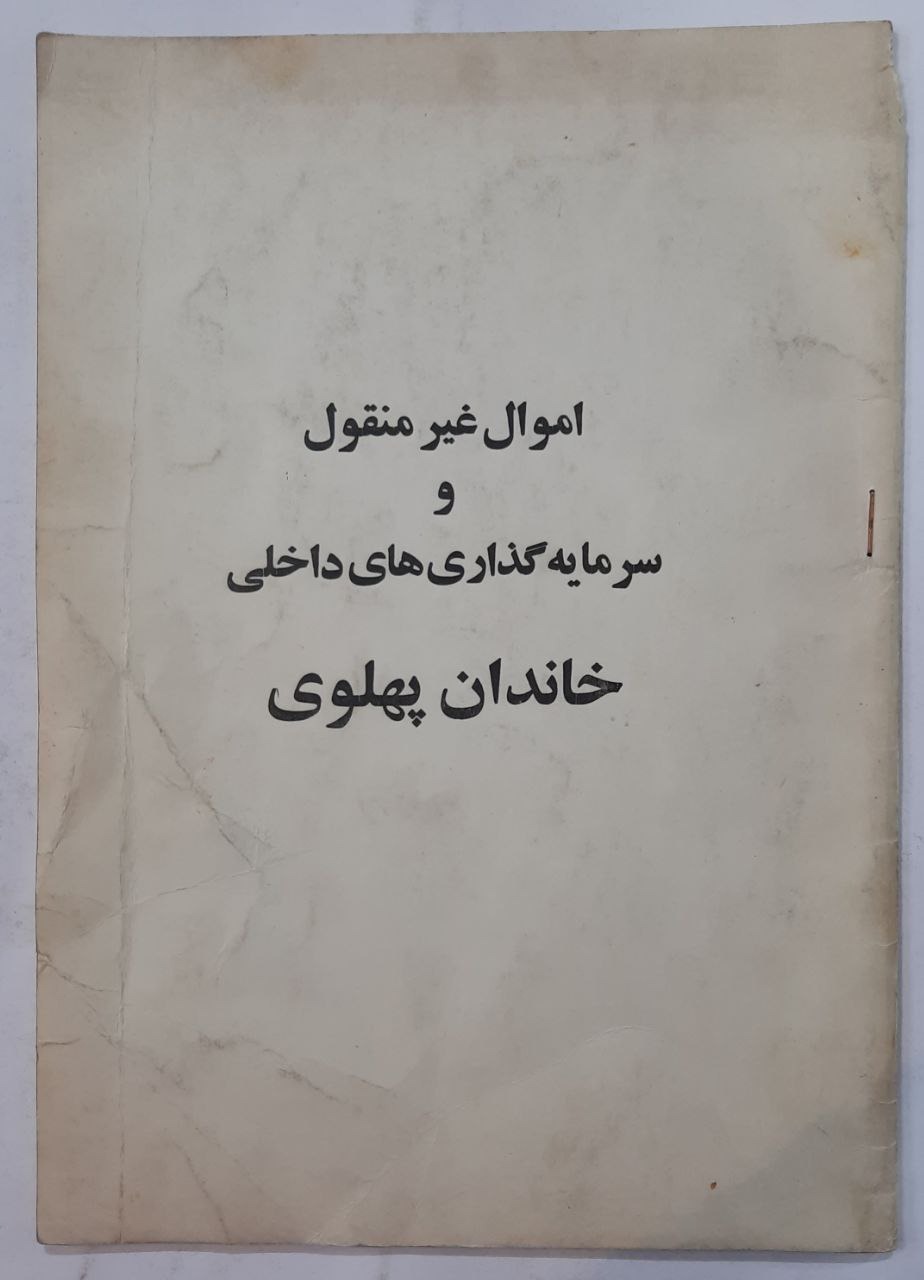 اموال غیر منقول
و
سرمایه‌گذاری‌های داخلی
خاندان پهلوی